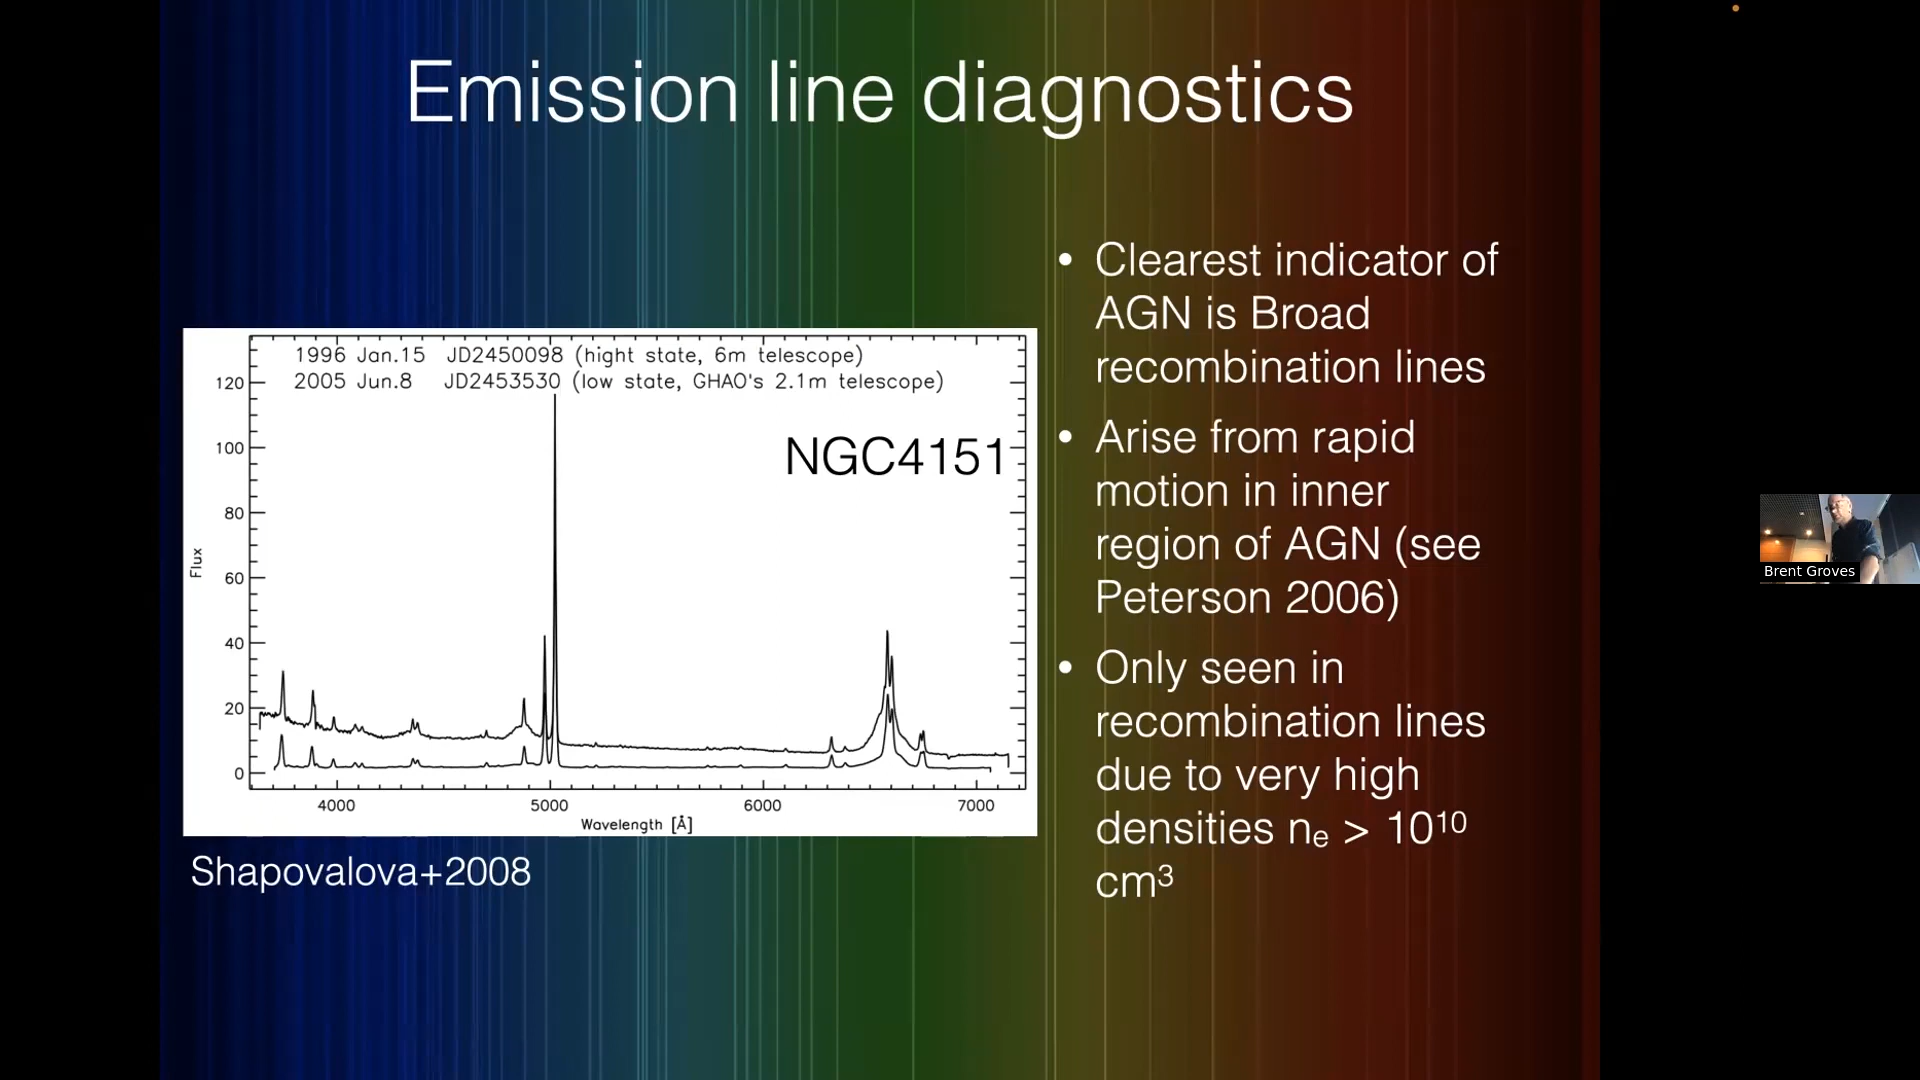 Emission line diagnostics
1996 Jan.15 JD2450098 (hight state, 6m telescope)
2005 Jun.8 JD2453530 (low state, GHAO's 2.1m telescope)
NGC4151
120
100
80
60
40
20
0
Flux
4000 5000 6000 7000
Wavelength [Å]
Shapovalova+2008
• Clearest indicator of
AGN is Broad
recombination lines
• Arise from rapid
motion in inner
region of AGN (see
Peterson 2006)
• Only seen in
recombination lines
due to very high
densities nₑ > 10¹⁰
cm³
Brent Groves